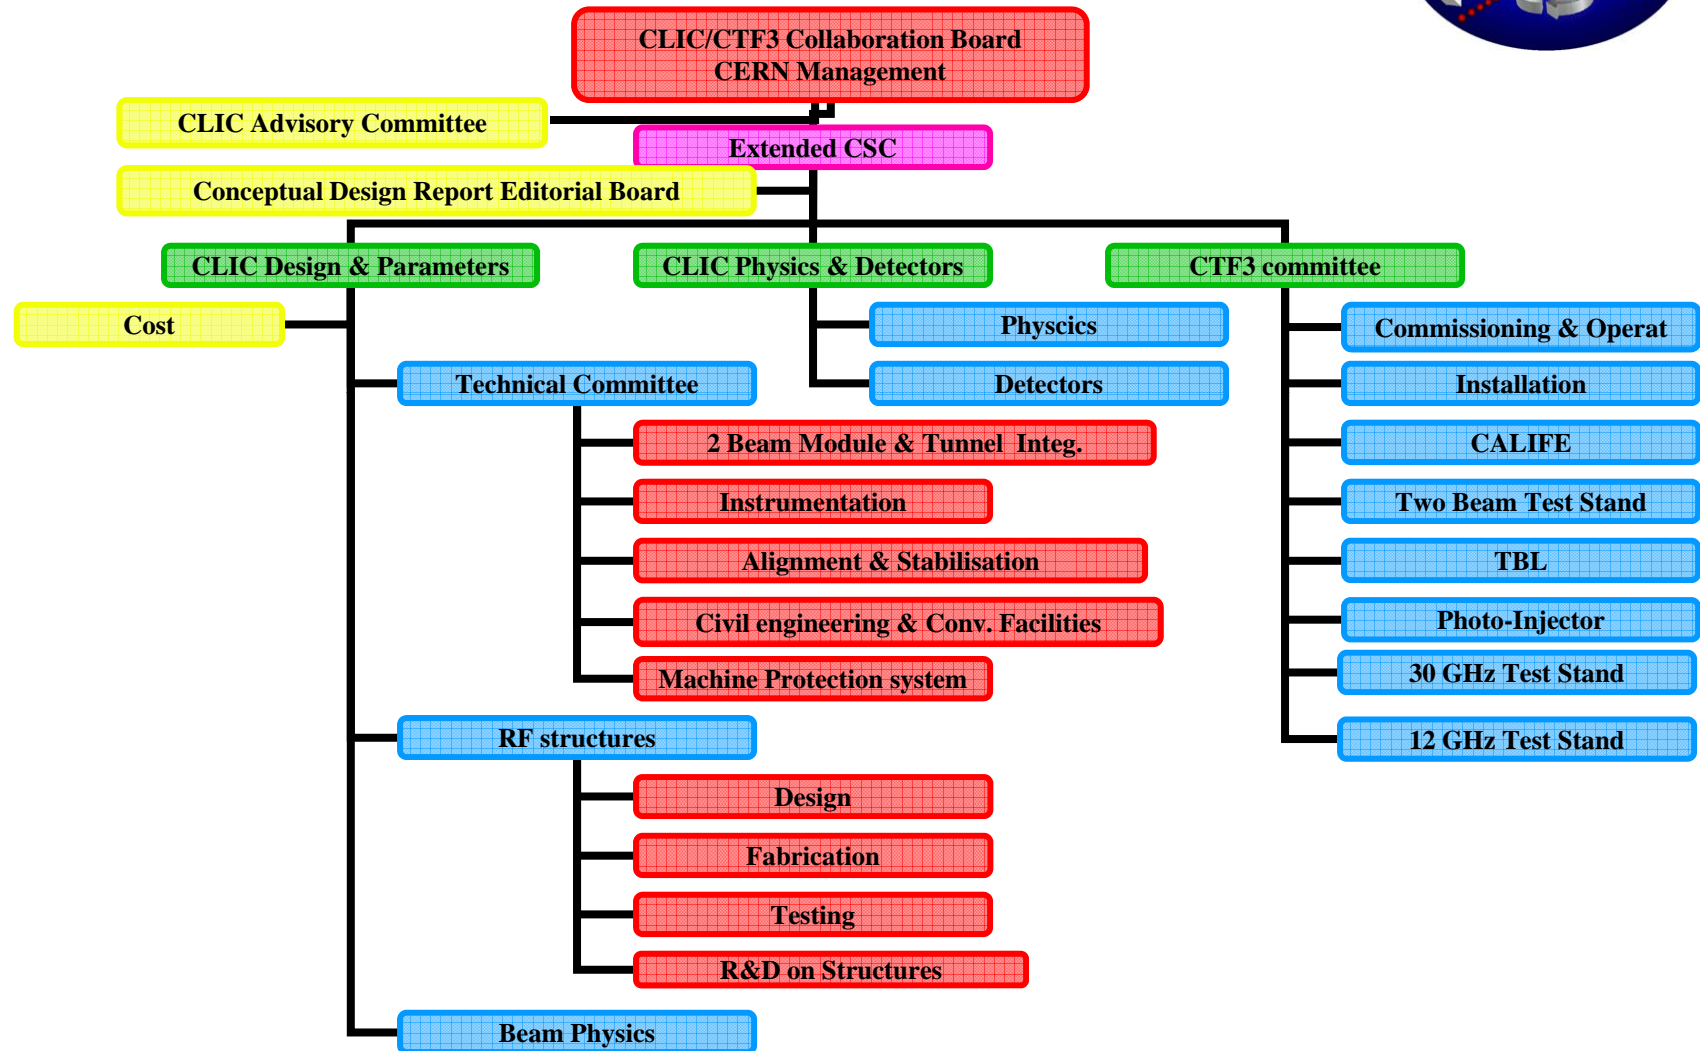 CLIC/CTF3 Collaboration Board
CERN Management
CLIC Advisory Committee
Extended CSC
Conceptual Design Report Editorial Board
CLIC Design & Parameters
CLIC Physics & Detectors
CTF3 committee
Cost
Physcics
Commissioning & Operat
Technical Committee
Detectors
Installation
2 Beam Module & Tunnel  Integ.
CALIFE
Instrumentation
Two Beam Test Stand
Alignment & Stabilisation
TBL
Civil engineering & Conv. Facilities
Photo-Injector
Machine Protection system
30 GHz Test Stand
RF structures
12 GHz Test Stand
Design
Fabrication
Testing
R&D on Structures
Beam Physics